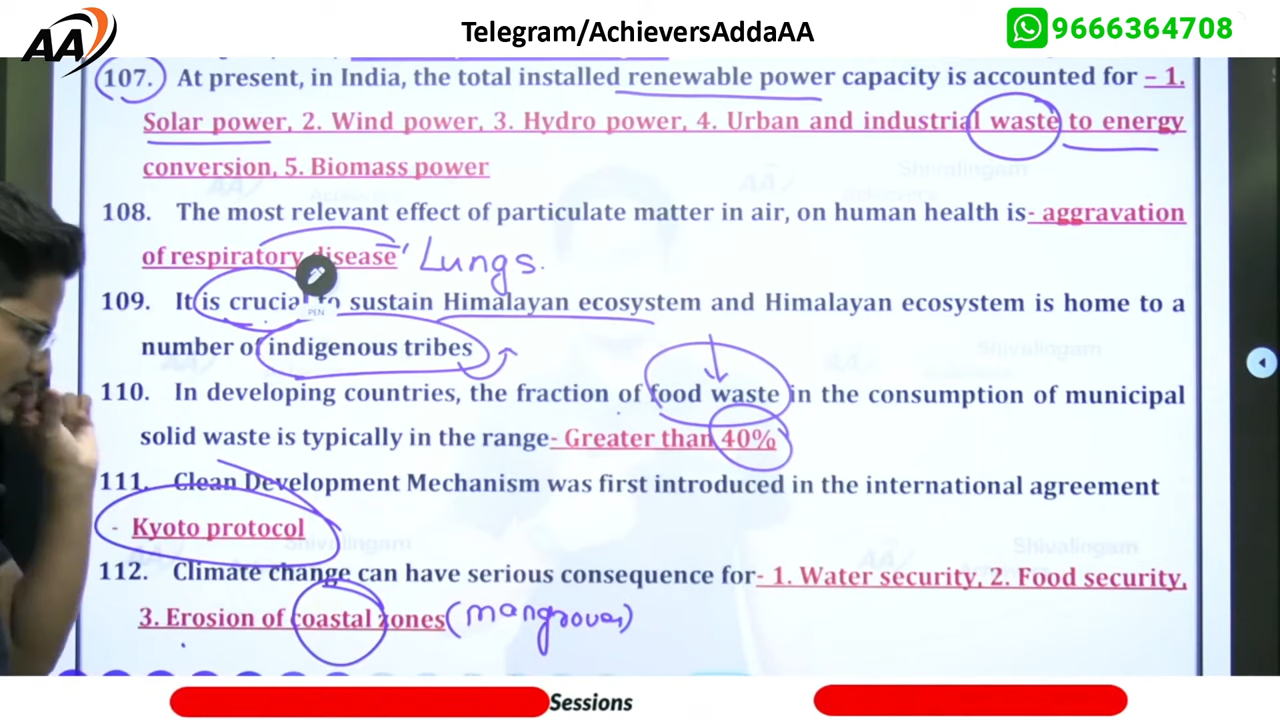 AA
Telegram/AchieversAddaAA
9666364708
107. At present, in India, the total installed renewable power capacity is accounted for – 1.
Solar power, 2. Wind power, 3. Hydro power, 4. Urban and industrial waste to energy
conversion, 5. Biomass power
Shivalingam
AA
108. The most relevant effect of particulate matter in air, on human health is- aggravation
of respiratory disease Lungs.
PEN
109. It is crucial to sustain Himalayan ecosystem and Himalayan ecosystem is home to a
number of indigenous tribes
Shivalingam
110. In developing countries, the fraction of food waste in the consumption of municipal
solid waste is typically in the range- Greater than 40%
111. Clean Development Mechanism was first introduced in the international agreement
- Kyoto protocol
Shivalingam
AA
Shivalingam
112. Climate change can have serious consequence for- 1. Water security, 2. Food security,
3. Erosion of coastal zones (mangroves)
Sessions